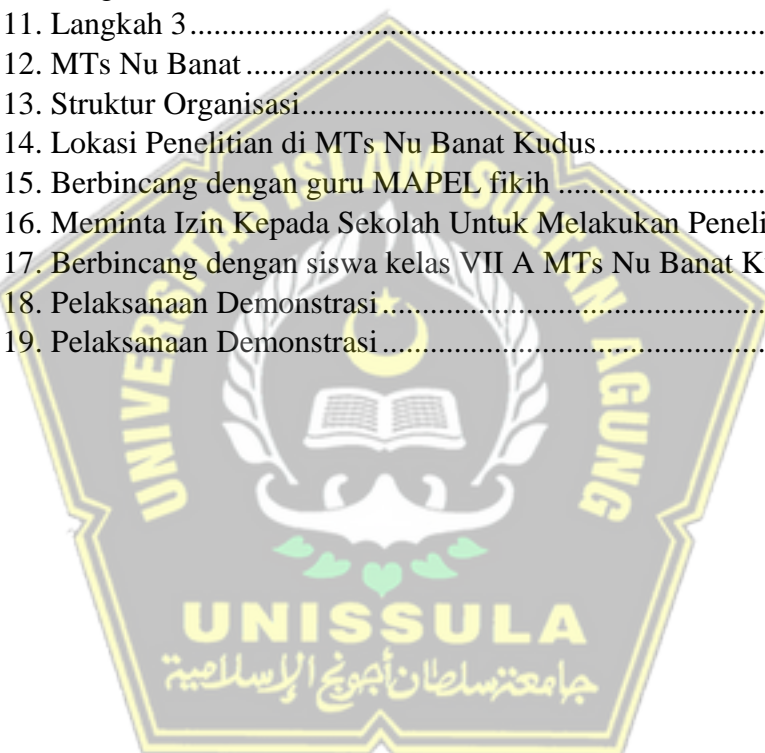 11. Langkah 3...........................................................................
12. MTs Nu Banat......................................................................
13. Struktur Organisasi..............................................................
14. Lokasi Penelitian di MTs Nu Banat Kudus............
15. Berbincang dengan guru MAPEL fikih............................
16. Meminta Izin Kepada Sekolah Untuk Melakukan Peneli
17. Berbincang dengan siswa kelas VII A MTs Nu Banat K
18. Pelaksanaan Demonstrasi....................................................
19. Pelaksanaan Demonstrasi....................................................
UNIVERSITAS ISLAM SULTAN AGUNG
UNISSULA
جامعتنسلطان أجونج الإسلامية